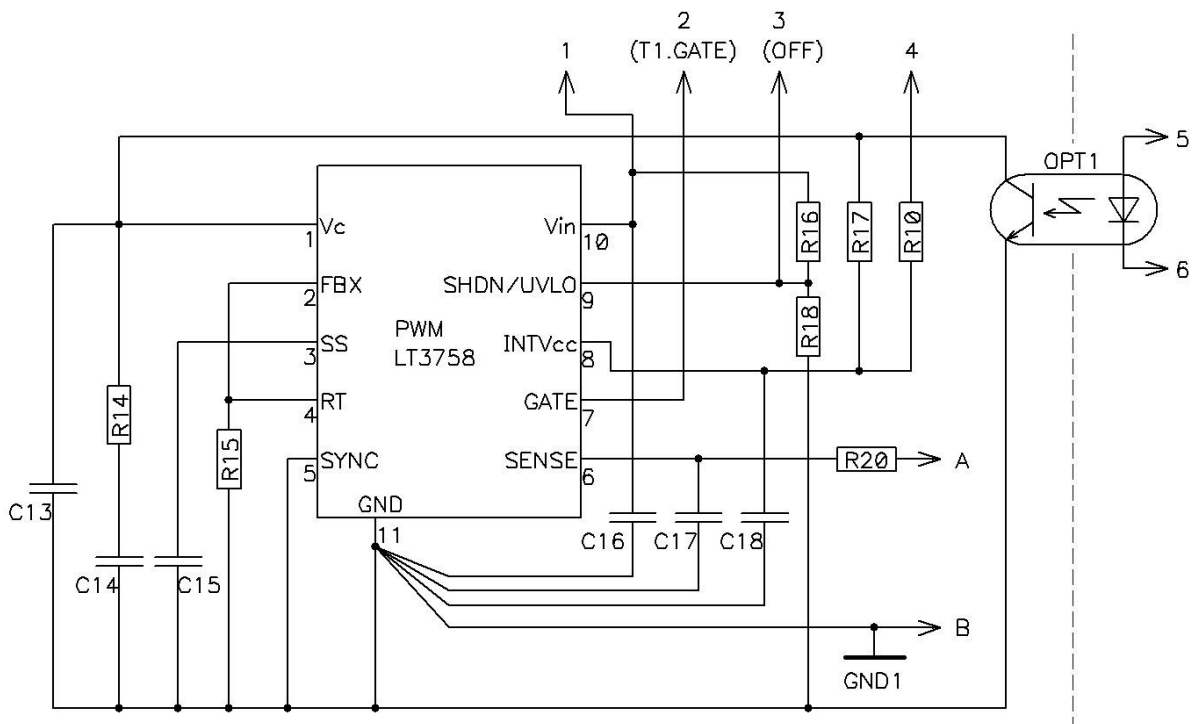 1
2
(T1.GATE)
3
(OFF)
4
5
OPT1
6
Vc
1
Vin
10
R16
R17
R10
FBX
2
SHDN/UVLO
9
R18
SS
3
PWM
LT3758
INTVcc
8
R14
RT
4
GATE
7
R15
SYNC
5
SENSE
6
R20
A
C13
GND
11
C16
C17
C18
C14
C15
B
GND1